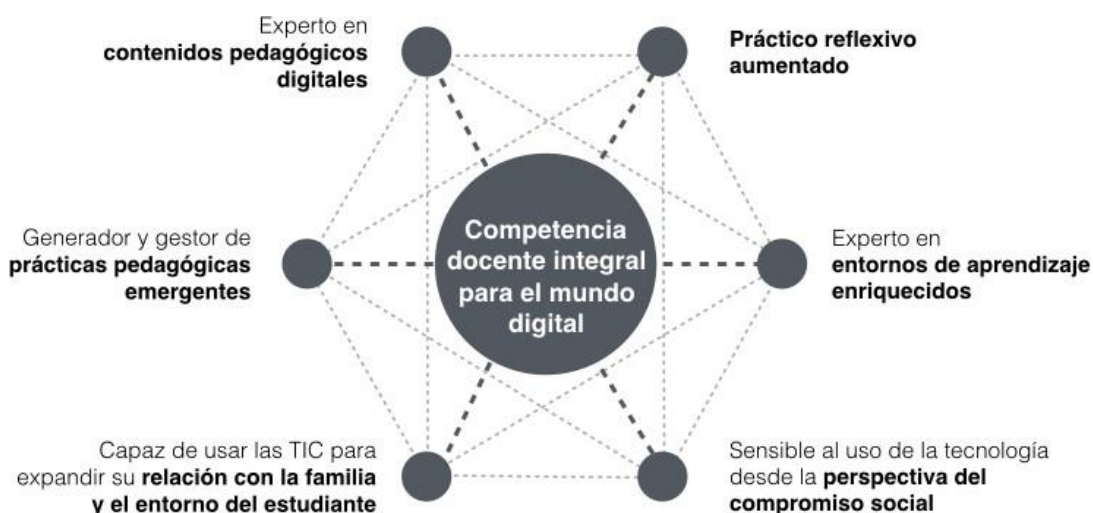 Experto en
contenidos pedagógicos
digitales
Práctico reflexivo
aumentado
Generador y gestor de
prácticas pedagógicas
emergentes
Competencia
docente integral
para el mundo
digital
Experto en
entornos de aprendizaje
enriquecidos
Capaz de usar las TIC para
expandir su relación con la familia
y el entorno del estudiante
Sensible al uso de la tecnología
desde la perspectiva del
compromiso social